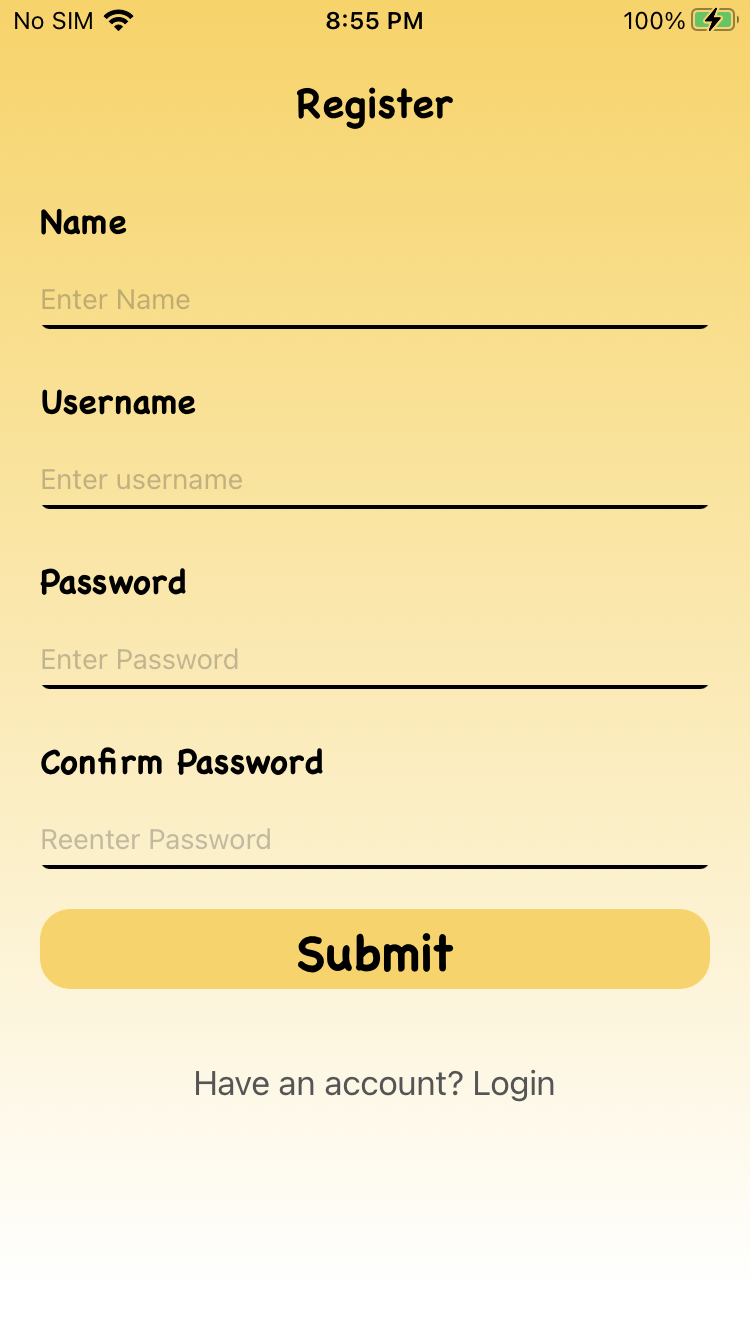 No SIM 8:55 PM 100%
Register
Name
Enter Name
Username
Enter username
Password
Enter Password
Confirm Password
Reenter Password
Submit
Have an account? Login